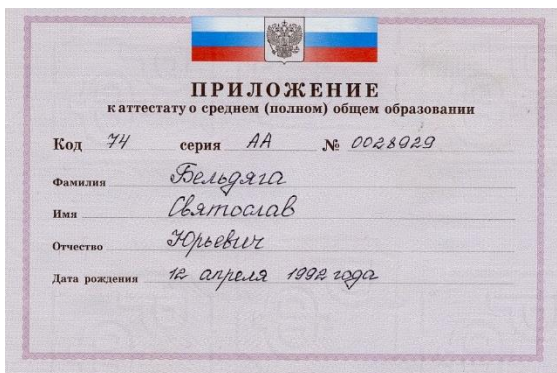 ПРИЛОЖЕНИЕ
к аттестату о среднем (полном) общем образовании
Код 74 серия АА № 0028929
Фамилия Бельдяга
Имя Святослав
Отчество Юрьевич
Дата рождения 12 апреля 1992 года